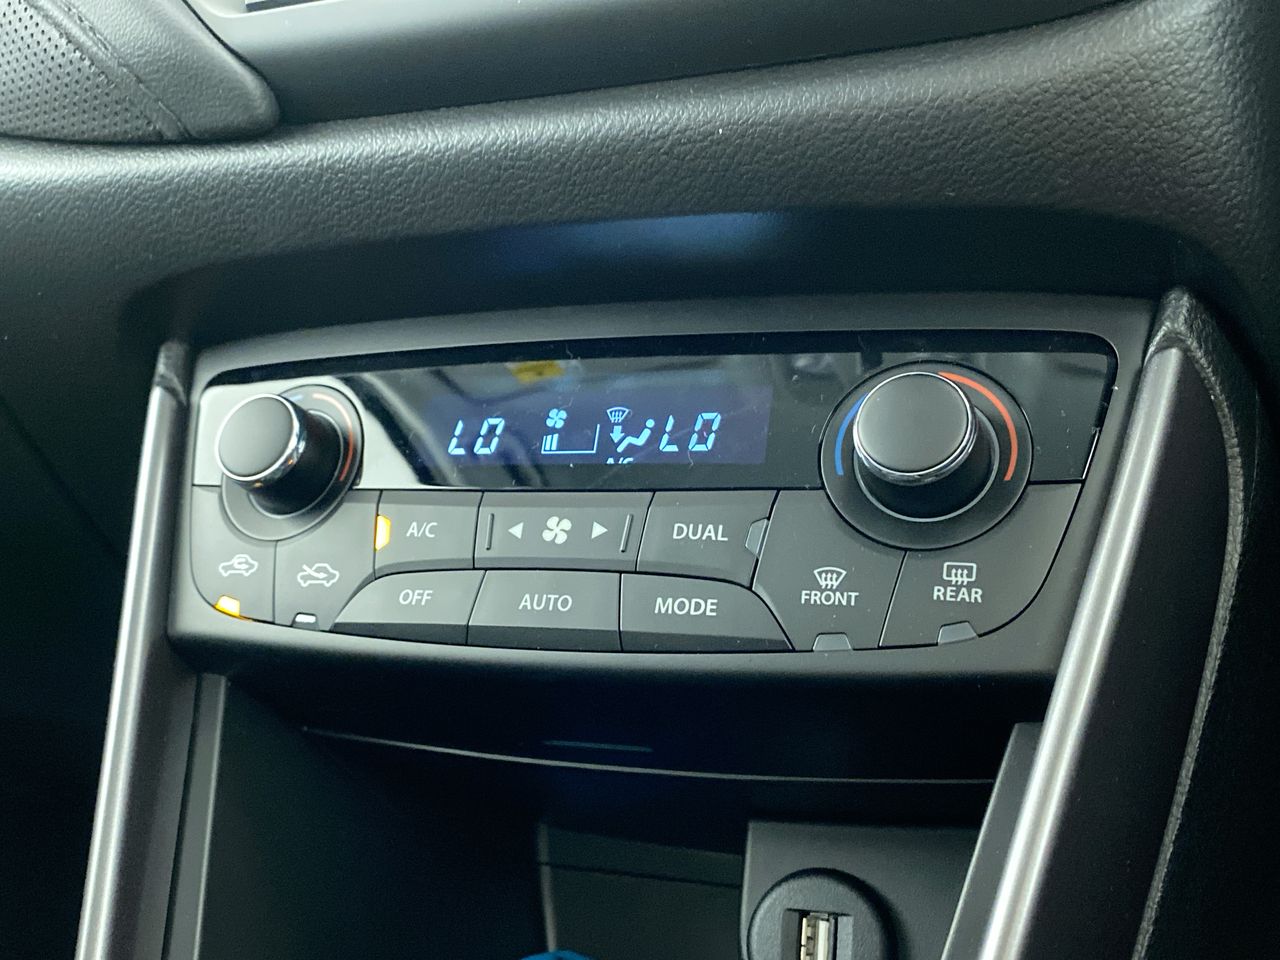 LO LO
A/C
A/C DUAL
OFF AUTO MODE FRONT REAR